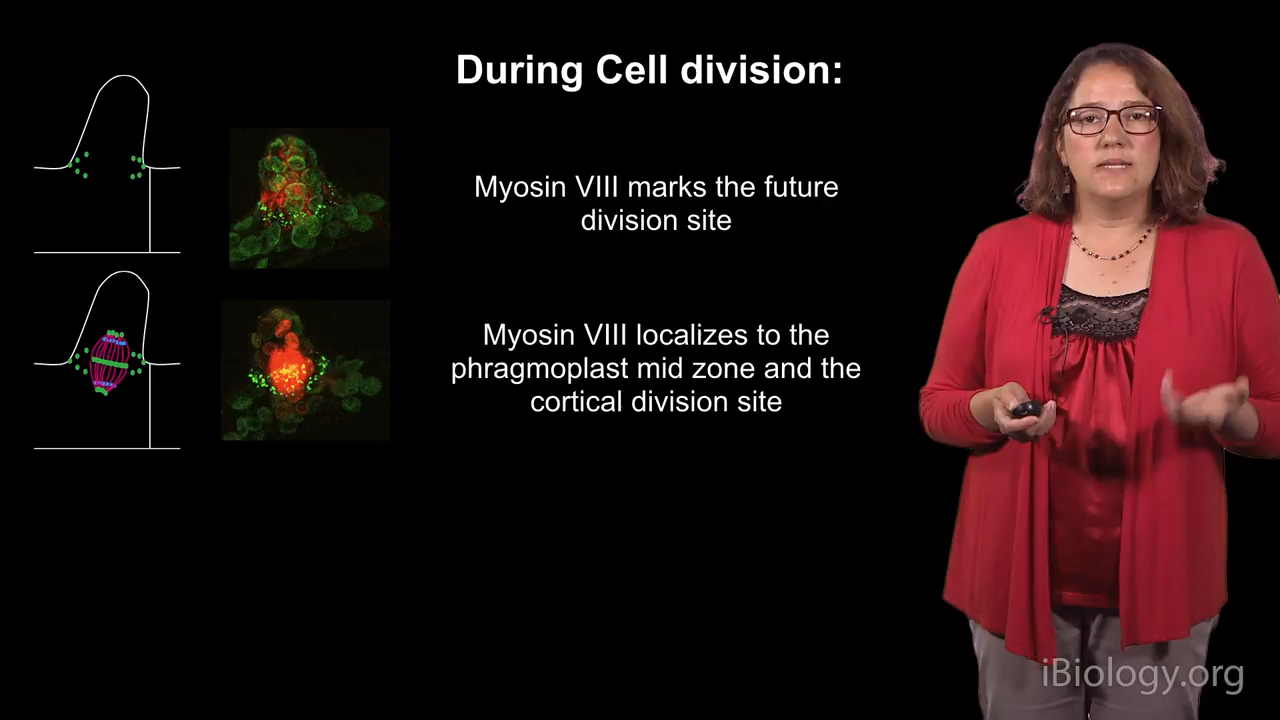 During Cell division:
Myosin VIII marks the future
division site
Myosin VIII localizes to the
phragmoplast mid zone and the
cortical division site
iBiology.org